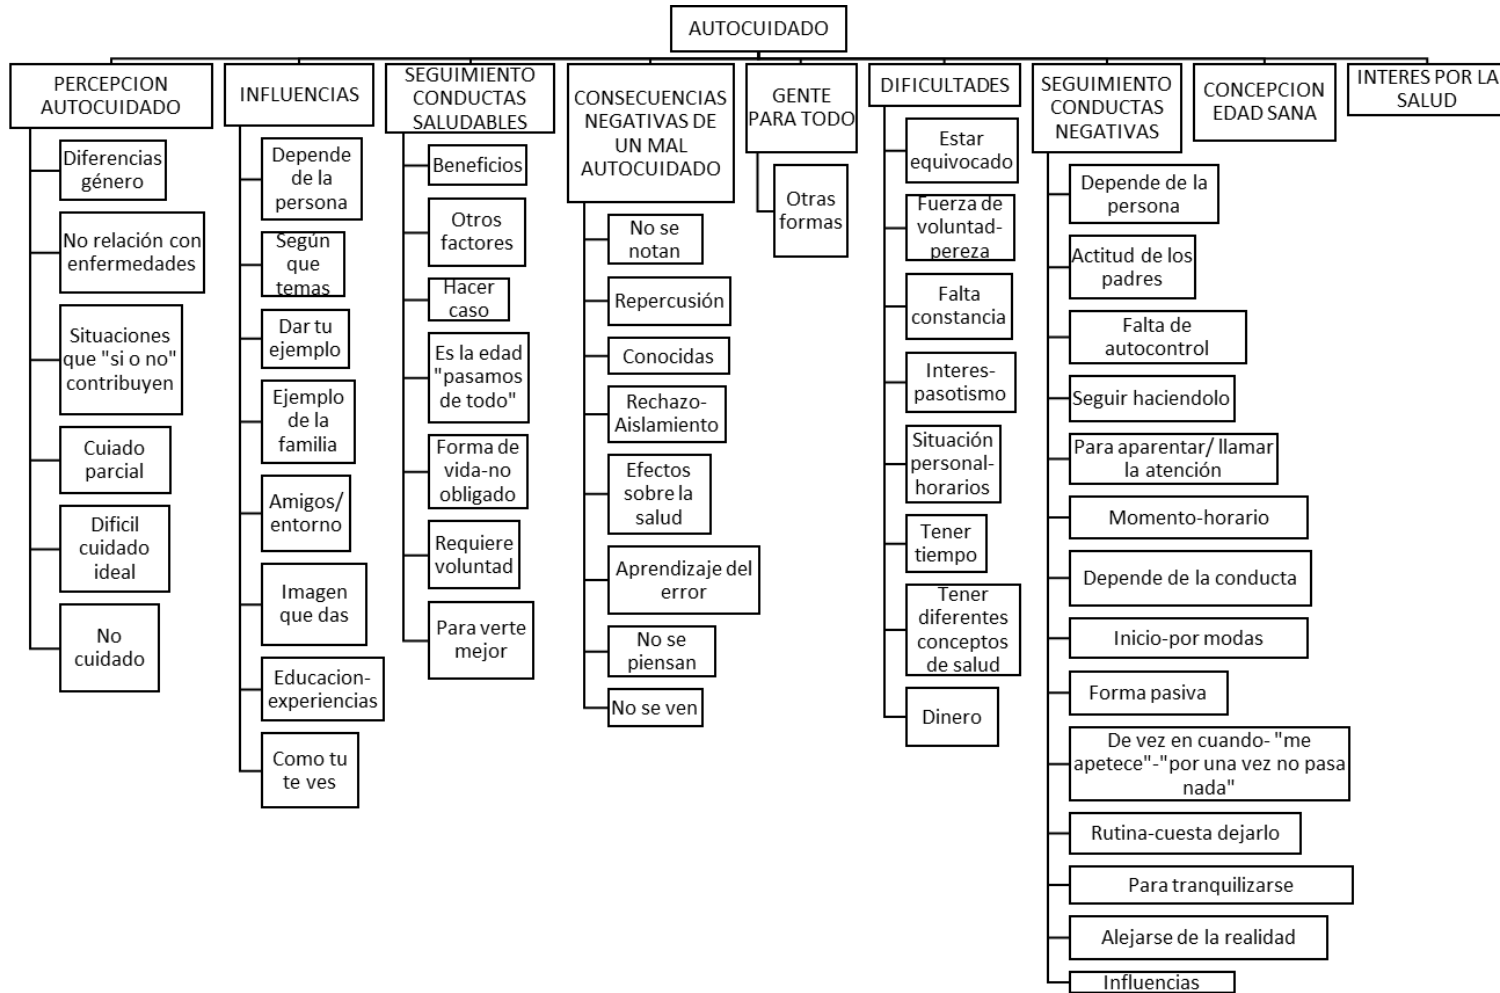 AUTOCUIDADO
PERCEPCION
AUTOCUIDADO
Diferencias
género
No relación con
enfermedades
Situaciones
que "si o no"
contribuyen
Cuiado
parcial
Dificil
cuidado
ideal
No
cuidado
INFLUENCIAS
Depende
de la
persona
Según
que
temas
Dar tu
ejemplo
Ejemplo
de la
familia
Amigos/
entorno
Imagen
que das
Educacion-
experiencias
Como tu
te ves
SEGUIMIENTO
CONDUCTAS
SALUDABLES
Beneficios
Otros
factores
Hacer
caso
Es la edad
"pasamos
de todo"
Forma de
vida-no
obligado
Requiere
voluntad
Para verte
mejor
CONSECUENCIAS
NEGATIVAS DE
UN MAL
AUTOCUIDADO
No se
notan
Repercusión
Conocidas
Rechazo-
Aislamiento
Efectos
sobre la
salud
Aprendizaje del
error
No se
piensan
No se ven
GENTE
PARA TODO
Otras
formas
DIFICULTADES
Estar
equivocado
Fuerza de
voluntad-
pereza
Falta
constancia
Interes-
pasotismo
Situación
personal-
horarios
Tener
tiempo
Tener
diferentes
conceptos
de salud
Dinero
SEGUIMIENTO
CONDUCTAS
NEGATIVAS
Depende de la
persona
Actitud de los
padres
Falta de
autocontrol
Seguir haciendolo
Para aparentar/ llamar
la atención
Momento-horario
Depende de la conducta
Inicio-por modas
Forma pasiva
De vez en cuando- "me
apetece"-"por una vez no pasa
nada"
Rutina-cuesta dejarlo
Para tranquilizarse
Alejarse de la realidad
Influencias
CONCEPCION
EDAD SANA
INTERES POR LA
SALUD